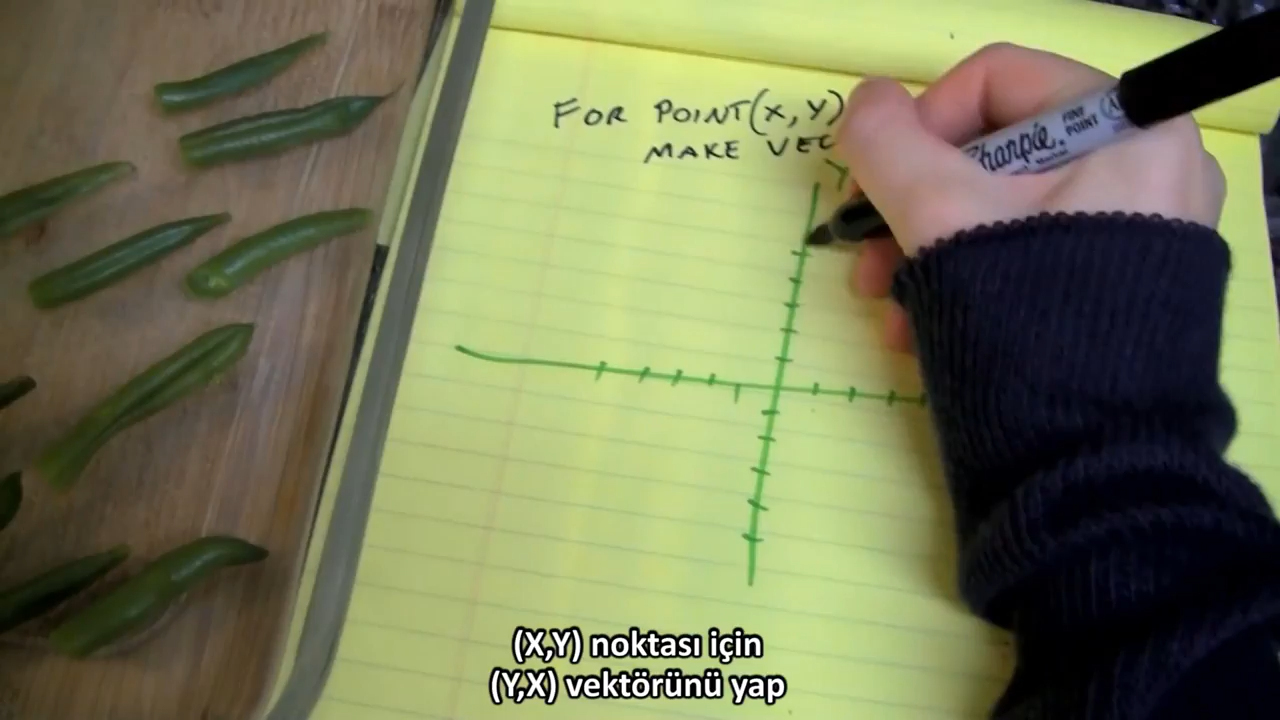 FOR POINT(X,Y)
MAKE VEC
Y
Sharpie
FINE
POINT
(X,Y) noktası için
(Y,X) vektörünü yap